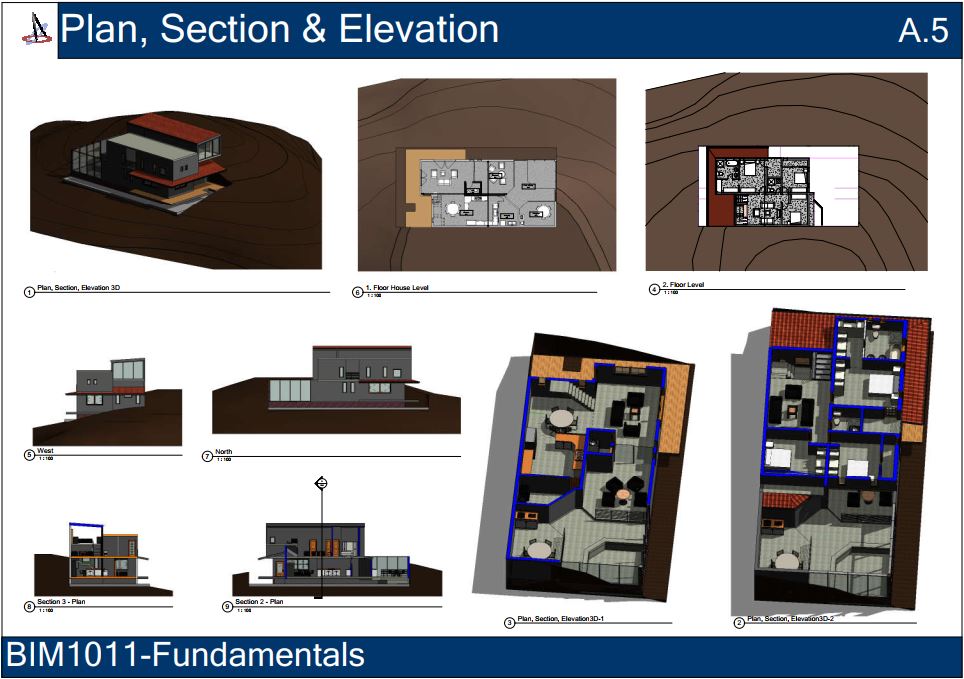 Plan, Section & Elevation
A.5
1 Plan, Section, Elevation 3D
6 1. Floor House Level
1 : 100
4 2. Floor Level
1 : 100
5 West
1 : 100
7 North
1 : 100
8 Section 3 - Plan
1 : 100
9 Section 2 - Plan
1 : 100
3 Plan, Section, Elevation3D-1
2 Plan, Section, Elevation3D-2
BIM1011-Fundamentals